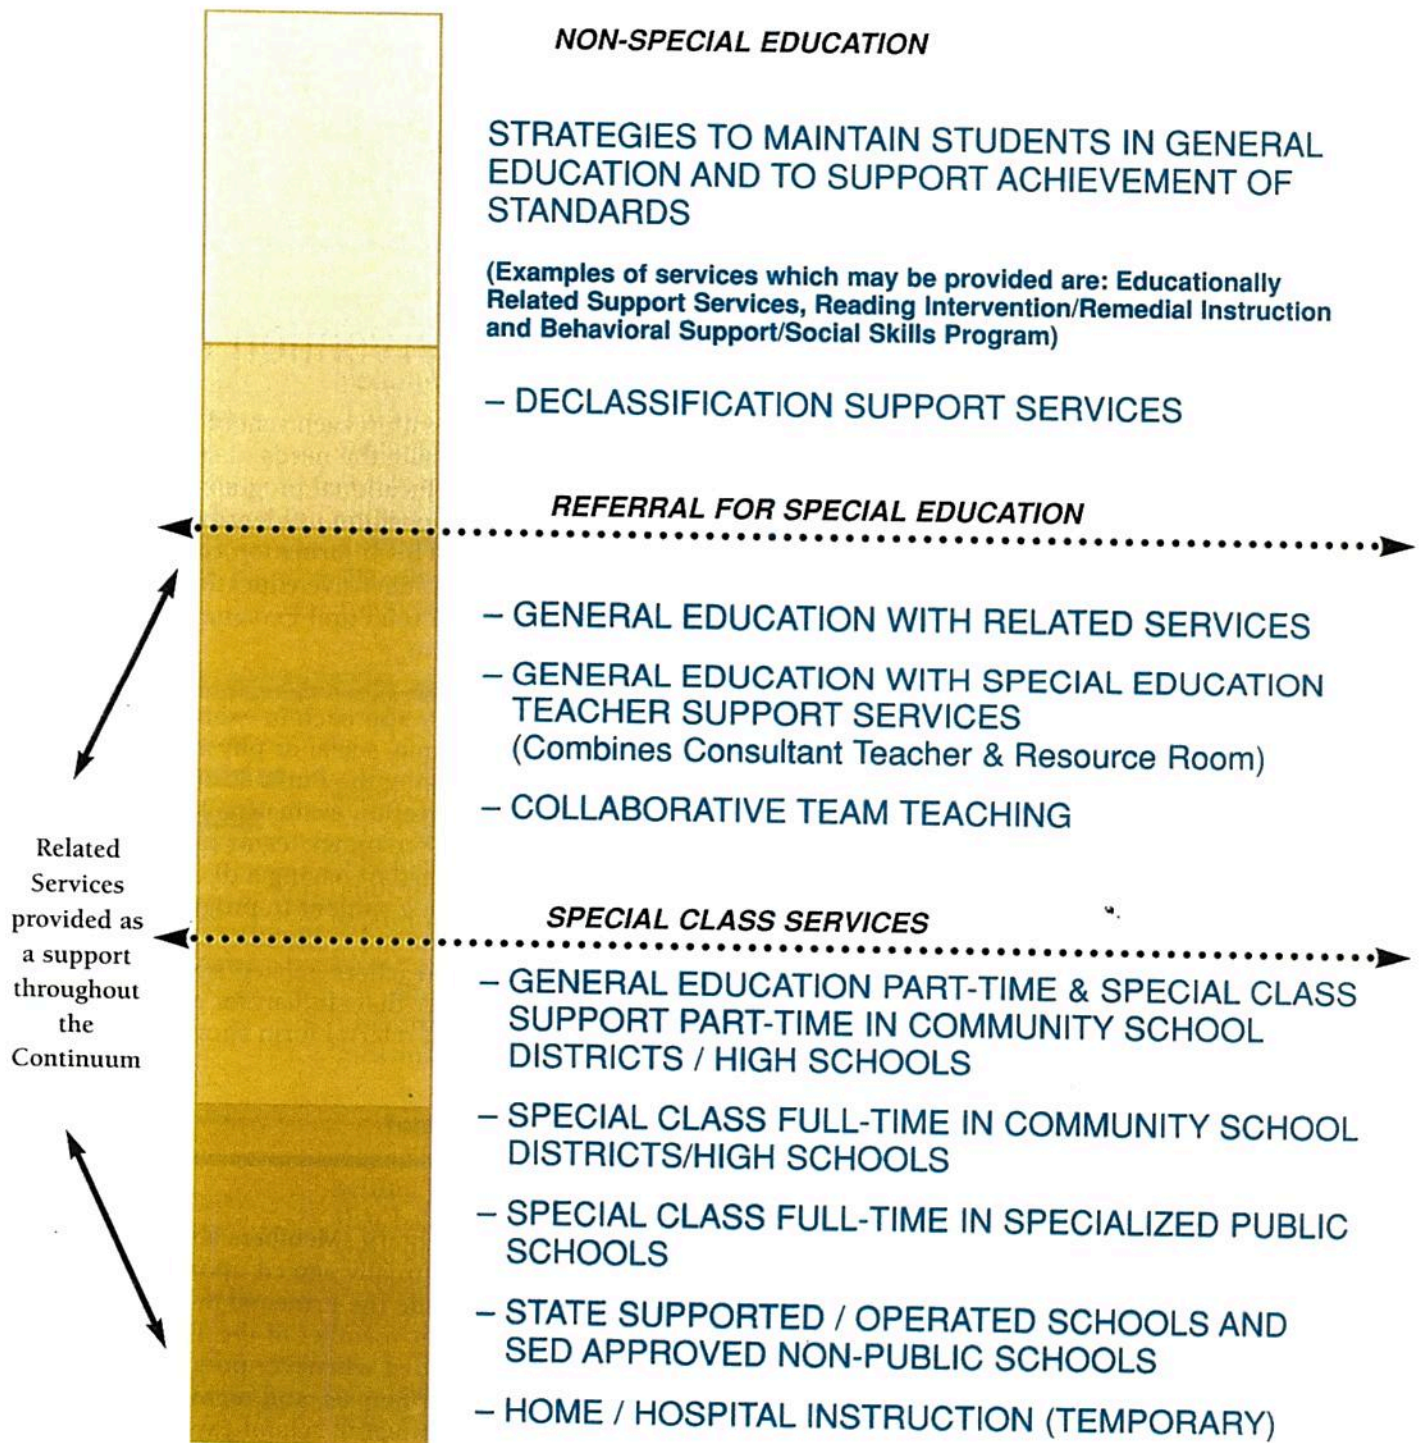 NON-SPECIAL EDUCATION
STRATEGIES TO MAINTAIN STUDENTS IN GENERAL
EDUCATION AND TO SUPPORT ACHIEVEMENT OF
STANDARDS
(Examples of services which may be provided are: Educationally
Related Support Services, Reading Intervention/Remedial Instruction
and Behavioral Support/Social Skills Program)
– DECLASSIFICATION SUPPORT SERVICES
REFERRAL FOR SPECIAL EDUCATION
– GENERAL EDUCATION WITH RELATED SERVICES
– GENERAL EDUCATION WITH SPECIAL EDUCATION
TEACHER SUPPORT SERVICES
(Combines Consultant Teacher & Resource Room)
– COLLABORATIVE TEAM TEACHING
Related
Services
provided as
a support
throughout
the
Continuum
SPECIAL CLASS SERVICES
– GENERAL EDUCATION PART-TIME & SPECIAL CLASS
SUPPORT PART-TIME IN COMMUNITY SCHOOL
DISTRICTS / HIGH SCHOOLS
– SPECIAL CLASS FULL-TIME IN COMMUNITY SCHOOL
DISTRICTS/HIGH SCHOOLS
– SPECIAL CLASS FULL-TIME IN SPECIALIZED PUBLIC
SCHOOLS
– STATE SUPPORTED / OPERATED SCHOOLS AND
SED APPROVED NON-PUBLIC SCHOOLS
– HOME / HOSPITAL INSTRUCTION (TEMPORARY)